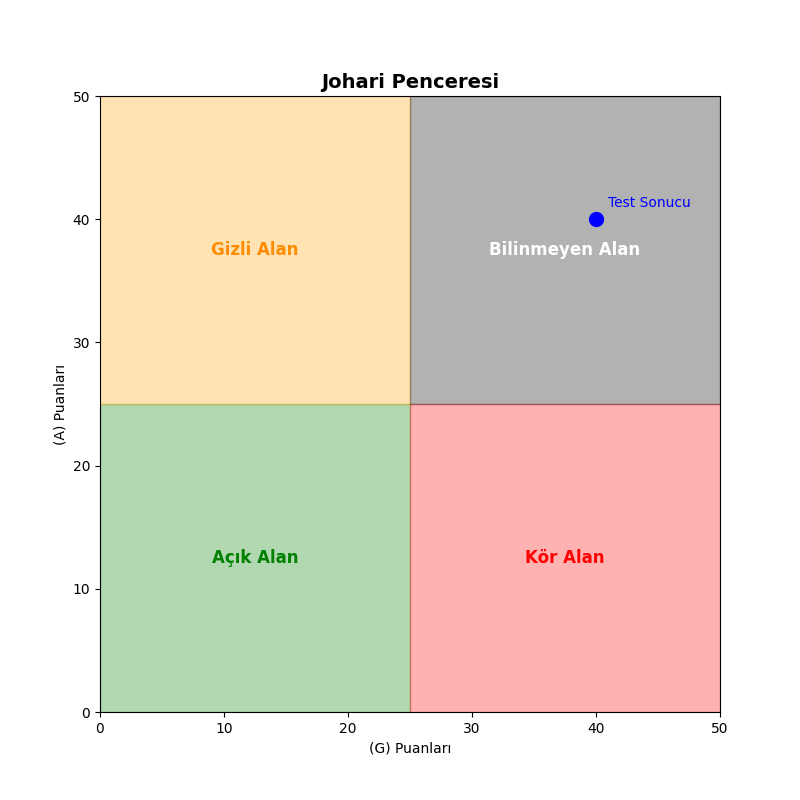 Johari Penceresi
50
40
30
20
10
0
(A) Puanları
Test Sonucu
Gizli Alan
Bilinmeyen Alan
Açık Alan
Kör Alan
0 10 20 30 40 50
(G) Puanları